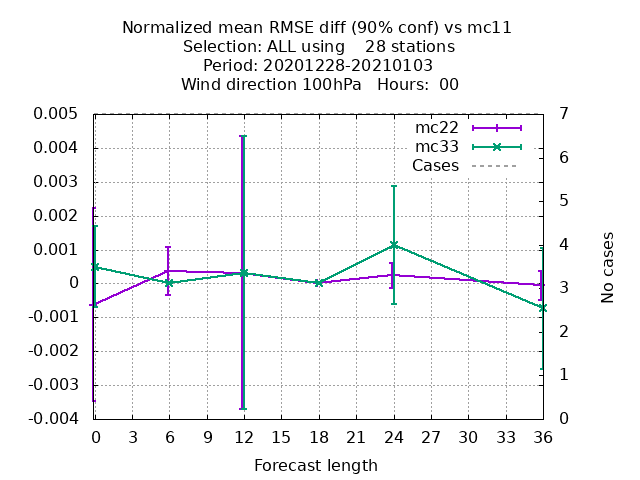 Normalized mean RMSE diff (90% conf) vs mc11
Selection: ALL using    28 stations
Period: 20201228-20210103
Wind direction 100hPa   Hours:  00
0.005
0.004
0.003
0.002
0.001
0
-0.001
-0.002
-0.003
-0.004
mc22
mc33
Cases
7
6
5
4
3
2
1
0
No cases
0 3 6 9 12 15 18 21 24 27 30 33 36
Forecast length